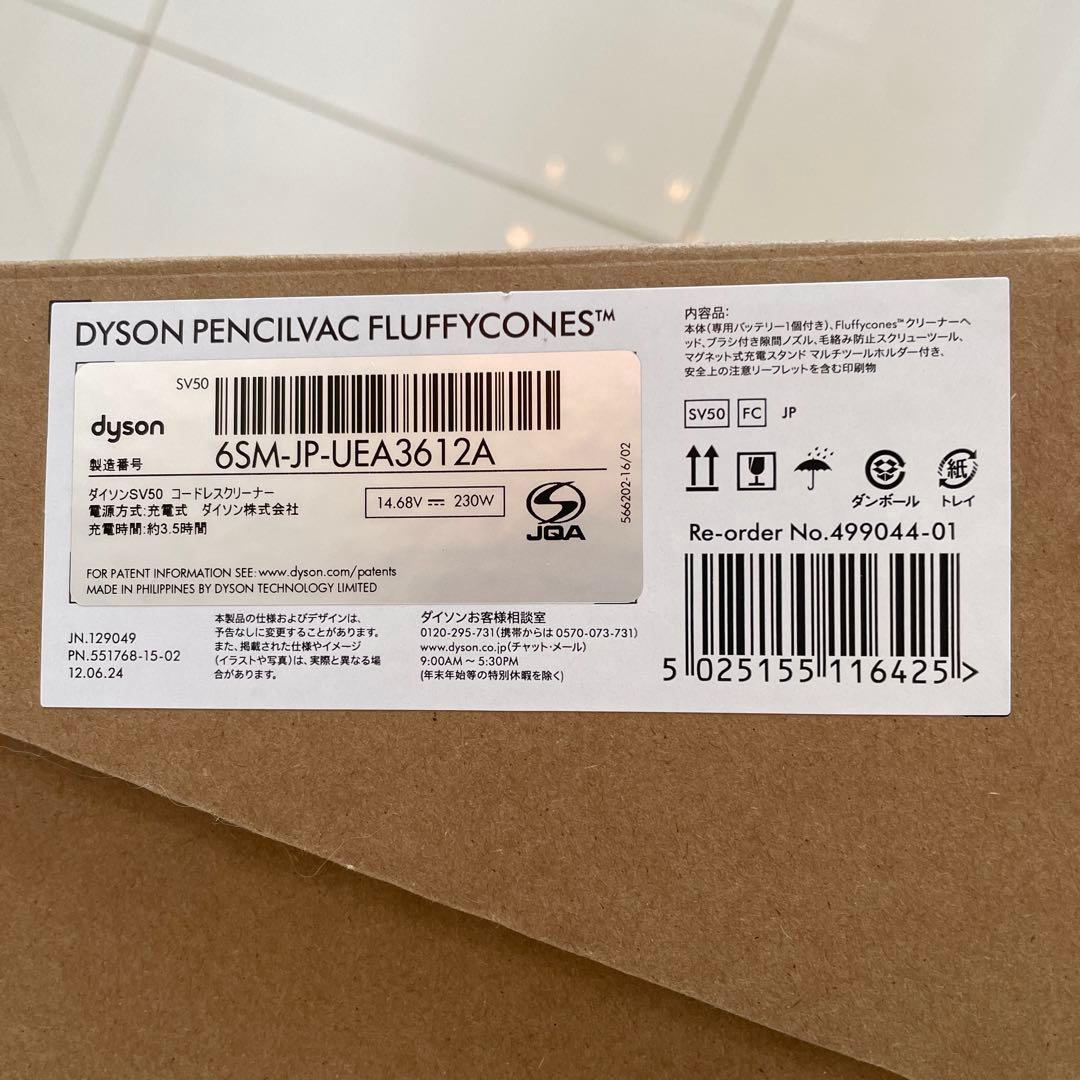 DYSON PENCILVAC FLUFFYCONES™
SV50
dyson
製造番号
6SM-JP-UEA3612A
ダイソンSV50 コードレスクリーナー
電源方式:充電式 ダイソン株式会社
充電時間:約3.5時間
14.68V ⎓ 230W
JQA
566202-16/02
FOR PATENT INFORMATION SEE: www.dyson.com/patents
MADE IN PHILIPPINES BY DYSON TECHNOLOGY LIMITED
JN.129049
PN.551768-15-02
12.06.24
本製品の仕様およびデザインは、
予告なしに変更することがあります。
また、掲載された仕様やイメージ
(イラストや写真)は、実際と異なる場
合があります。
ダイソンお客様相談室
0120-295-731(携帯からは 0570-073-731)
www.dyson.co.jp(チャット・メール)
9:00AM ～ 5:30PM
(年末年始等の特別休暇を除く)
内容品:
本体(専用バッテリー1個付き)、Fluffycones™クリーナーヘ
ッド、ブラシ付き隙間ノズル、毛絡み防止スクリューツール、
マグネット式充電スタンド マルチツールホルダー付き、
安全上の注意リーフレットを含む印刷物
SV50 FC JP
紙
ダンボール トレイ
Re-order No.499044-01
5 025155 116425 >